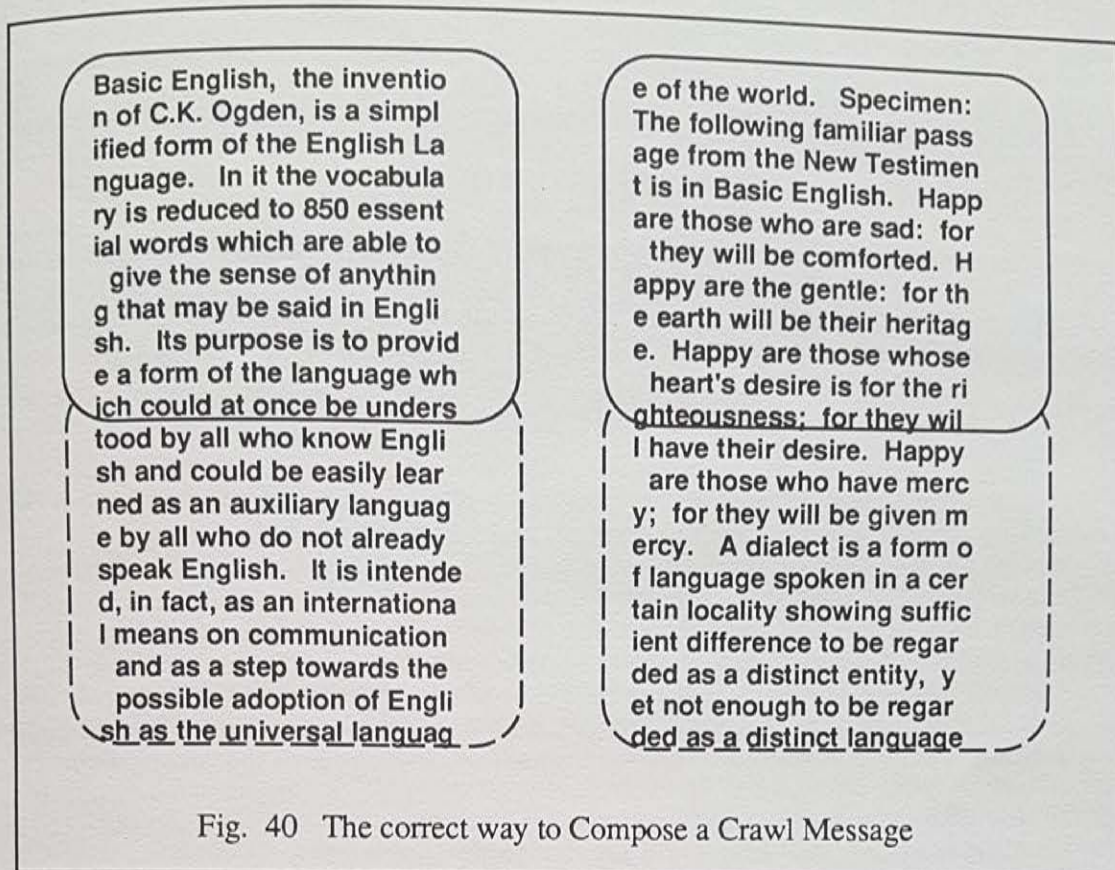 Basic English, the inventio
n of C.K. Ogden, is a simpl
ified form of the English La
nguage. In it the vocabula
ry is reduced to 850 essent
ial words which are able to
give the sense of anythin
g that may be said in Engli
sh. Its purpose is to provid
e a form of the language wh
ich could at once be unders
tood by all who know Engli
sh and could be easily lear
ned as an auxiliary languag
e by all who do not already
speak English. It is intende
d, in fact, as an internationa
l means on communication
and as a step towards the
possible adoption of Engli
sh as the universal languag
e of the world. Specimen:
The following familiar pass
age from the New Testimen
t is in Basic English. Happ
are those who are sad: for
they will be comforted. H
appy are the gentle: for th
e earth will be their heritag
e. Happy are those whose
heart's desire is for the ri
ghteousness; for they wil
l have their desire. Happy
are those who have merc
y; for they will be given m
ercy. A dialect is a form o
f language spoken in a cer
tain locality showing suffic
ient difference to be regar
ded as a distinct entity, y
et not enough to be regar
ded as a distinct language
Fig. 40 The correct way to Compose a Crawl Message